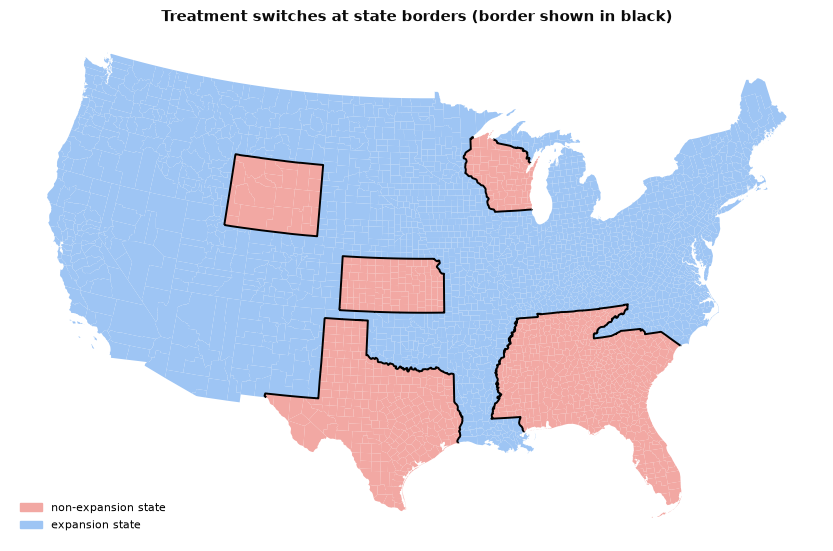 Treatment switches at state borders (border shown in black)
non-expansion state
expansion state